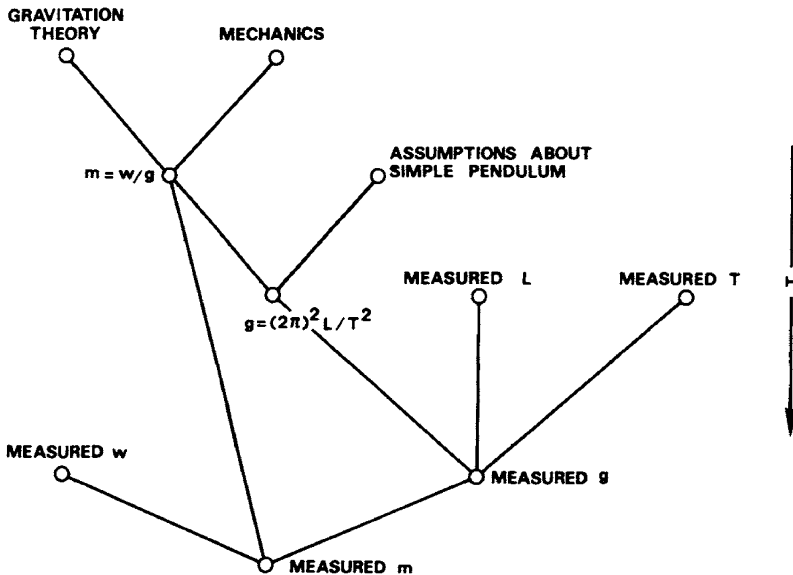 GRAVITATION
THEORY
MECHANICS
m = w/g
ASSUMPTIONS ABOUT
SIMPLE PENDULUM
MEASURED L
MEASURED T
⊢
g=(2π)²L/T²
MEASURED w
MEASURED g
MEASURED m